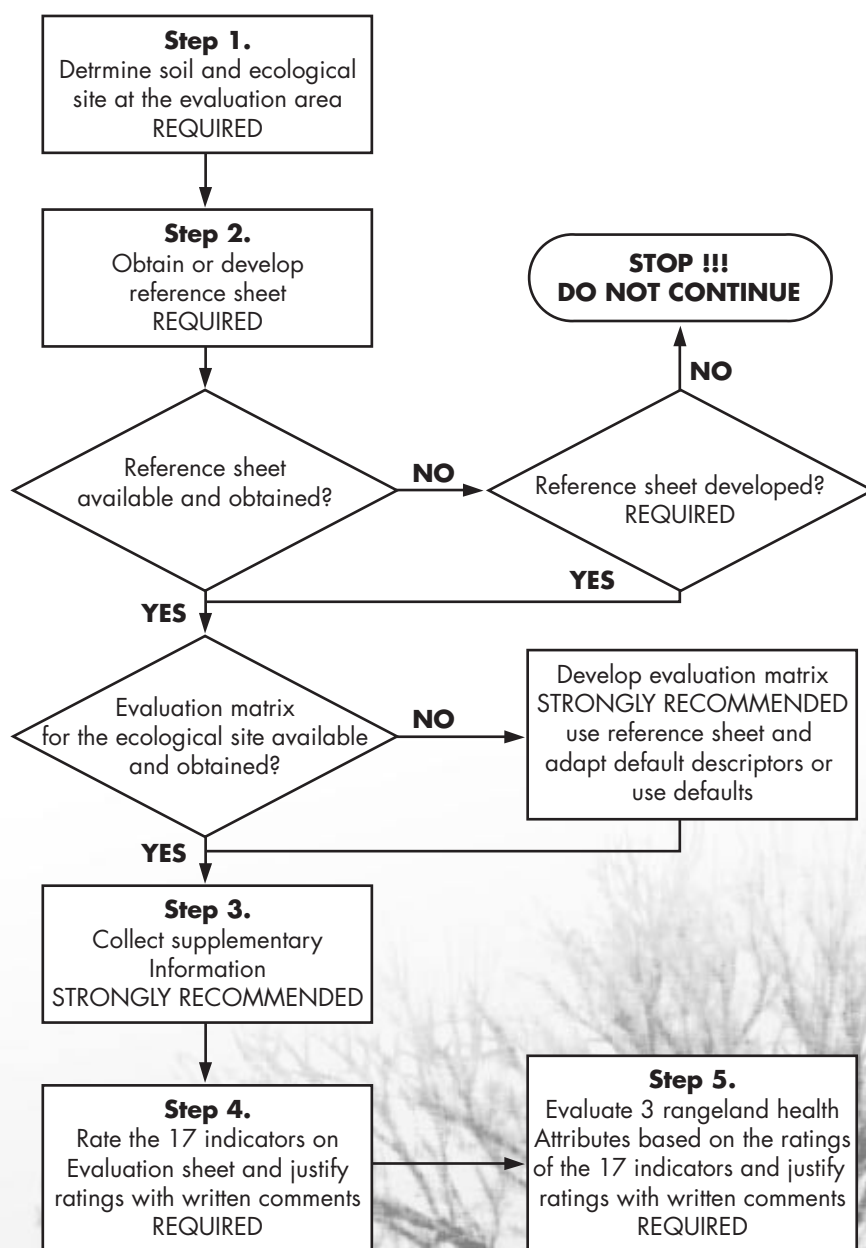 Step 1.
Detrmine soil and ecological
site at the evaluation area
REQUIRED
Step 2.
Obtain or develop
reference sheet
REQUIRED
STOP !!!
DO NOT CONTINUE
NO
Reference sheet
available and obtained?
NO
Reference sheet developed?
REQUIRED
YES
YES
Evaluation matrix
for the ecological site available
and obtained?
NO
Develop evaluation matrix
STRONGLY RECOMMENDED
use reference sheet and
adapt default descriptors or
use defaults
YES
Step 3.
Collect supplementary
Information
STRONGLY RECOMMENDED
Step 4.
Rate the 17 indicators on
Evaluation sheet and justify
ratings with written comments
REQUIRED
Step 5.
Evaluate 3 rangeland health
Attributes based on the ratings
of the 17 indicators and justify
ratings with written comments
REQUIRED